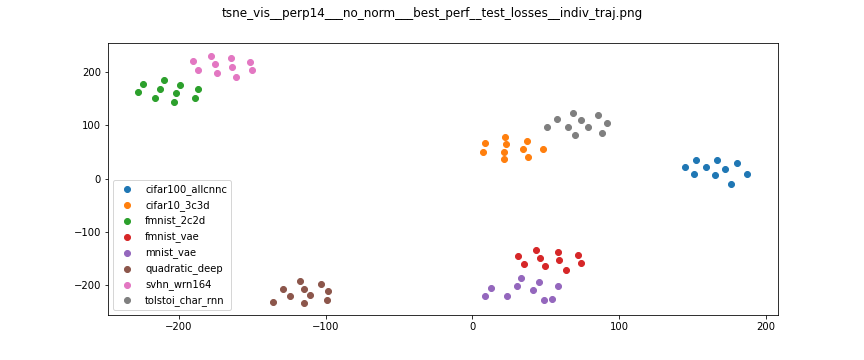 tsne_vis__perp14___no_norm___best_perf__test_losses__indiv_traj.png
200
100
0
−100
−200
cifar100_allcnnc
cifar10_3c3d
fmnist_2c2d
fmnist_vae
mnist_vae
quadratic_deep
svhn_wrn164
tolstoi_char_rnn
−200
−100
0
100
200